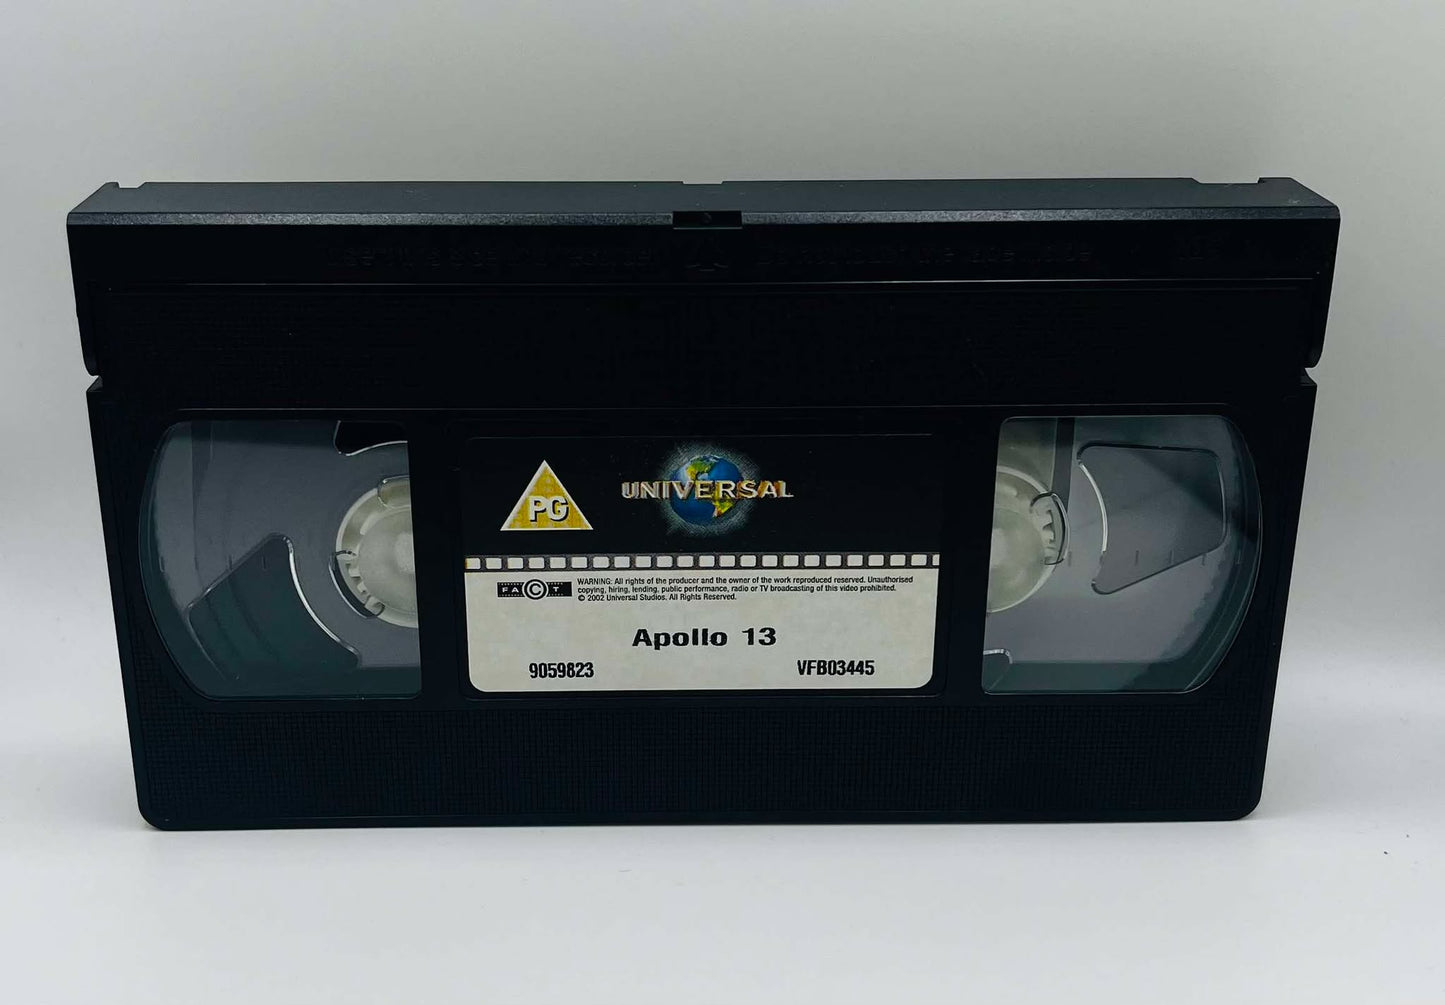 PG
UNIVERSAL
FACT
WARNING: All rights of the producer and the owner of the work reproduced reserved. Unauthorised
copying, hiring, lending, public performance, radio or TV broadcasting of this video prohibited.
© 2002 Universal Studios. All Rights Reserved.
Apollo 13
9059823 VFB03445